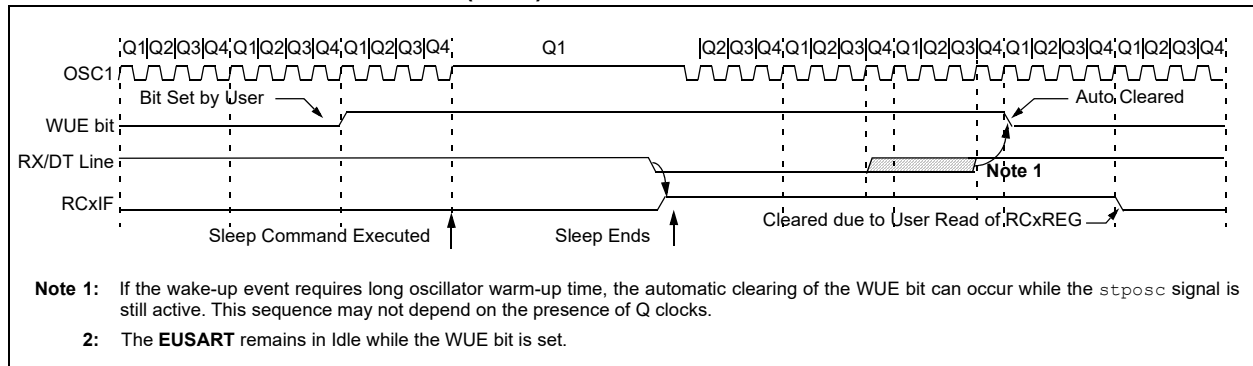 Q1|Q2|Q3|Q4|Q1|Q2|Q3|Q4|Q1|Q2|Q3|Q4 Q1 |Q2|Q3|Q4|Q1|Q2|Q3|Q4|Q1|Q2|Q3|Q4|Q1|Q2|Q3|Q4|Q1|Q2|Q3|Q4
OSC1
Bit Set by User
Auto Cleared
WUE bit
RX/DT Line
Note 1
RCxIF
Cleared due to User Read of RCxREG
Sleep Command Executed
Sleep Ends
Note 1: If the wake-up event requires long oscillator warm-up time, the automatic clearing of the WUE bit can occur while the stposc signal is
still active. This sequence may not depend on the presence of Q clocks.
2: The EUSART remains in Idle while the WUE bit is set.